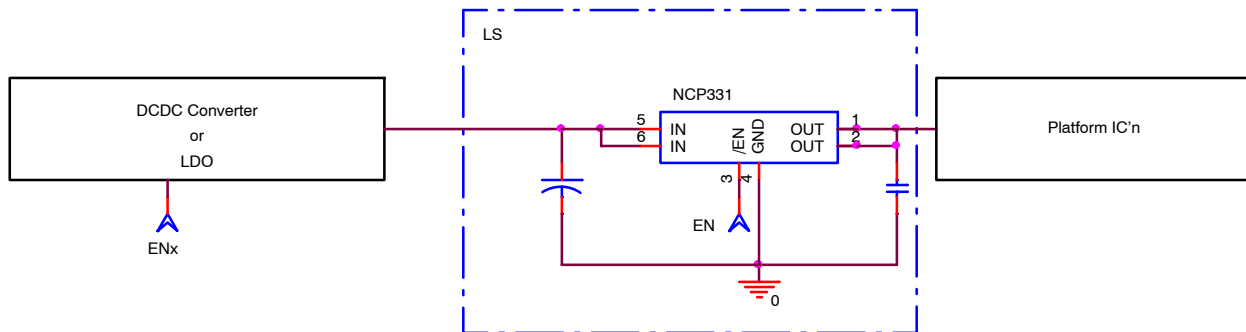 LS
DCDC Converter
or
LDO
ENx
NCP331
5
6
IN
IN
/EN
GND
OUT
OUT
1
2
3
4
EN
0
Platform IC'n